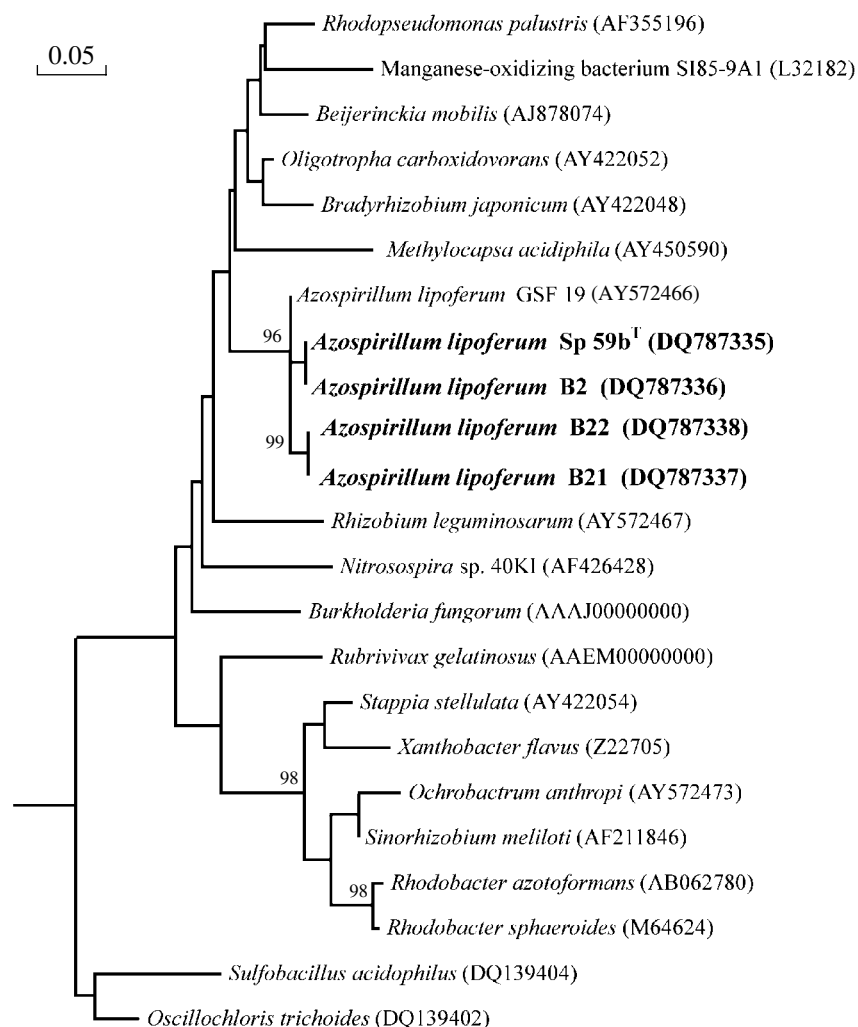 0.05
Rhodopseudomonas palustris (AF355196)
Manganese-oxidizing bacterium SI85-9A1 (L32182)
Beijerinckia mobilis (AJ878074)
Oligotropha carboxidovorans (AY422052)
Bradyrhizobium japonicum (AY422048)
Methylocapsa acidiphila (AY450590)
Azospirillum lipoferum GSF 19 (AY572466)
96
Azospirillum lipoferum Sp 59bT (DQ787335)
Azospirillum lipoferum B2 (DQ787336)
Azospirillum lipoferum B22 (DQ787338)
99
Azospirillum lipoferum B21 (DQ787337)
Rhizobium leguminosarum (AY572467)
Nitrosospira sp. 40KI (AF426428)
Burkholderia fungorum (AAAJ00000000)
Rubrivivax gelatinosus (AAEM00000000)
Stappia stellulata (AY422054)
Xanthobacter flavus (Z22705)
98
Ochrobactrum anthropi (AY572473)
Sinorhizobium meliloti (AF211846)
98
Rhodobacter azotoformans (AB062780)
Rhodobacter sphaeroides (M64624)
Sulfobacillus acidophilus (DQ139404)
Oscillochloris trichoides (DQ139402)